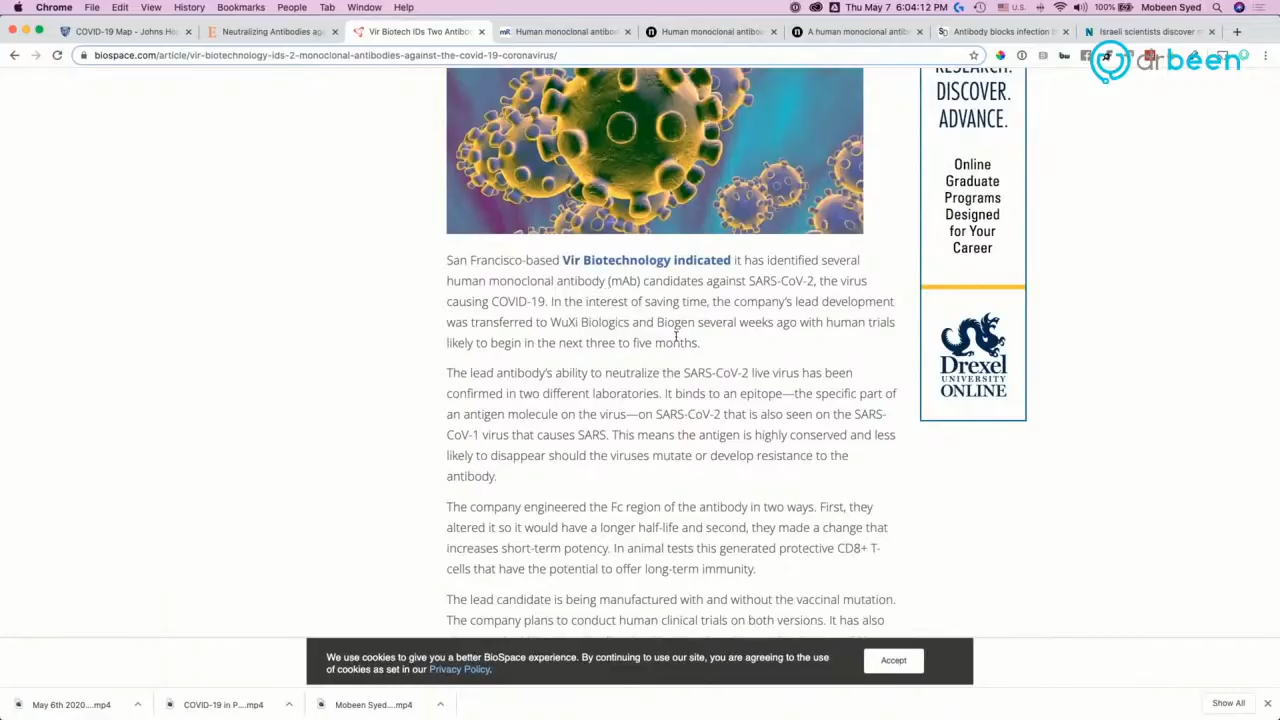 Chrome File Edit View History Bookmarks People Tab Window Help
U.S. 100% Thu May 7 6:04:12 PM Mobeen Syed
COVID-19 Map - Johns Ho
Neutralizing Antibodies aga
Vir Biotech IDs Two Antibo
Human monoclonal antibod
Human monoclonal antibod
A human monoclonal antibo
Antibody blocks infection b
Israeli scientists discover m
biospace.com/article/vir-biotechnology-ids-2-monoclonal-antibodies-against-the-covid-19-coronavirus/
drbeen
DISCOVER.
ADVANCE.
Online
Graduate
Programs
Designed
for Your
Career
Drexel
UNIVERSITY
ONLINE
San Francisco-based Vir Biotechnology indicated it has identified several
human monoclonal antibody (mAb) candidates against SARS-CoV-2, the virus
causing COVID-19. In the interest of saving time, the company's lead development
was transferred to WuXi Biologics and Biogen several weeks ago with human trials
likely to begin in the next three to five months.
The lead antibody's ability to neutralize the SARS-CoV-2 live virus has been
confirmed in two different laboratories. It binds to an epitope—the specific part of
an antigen molecule on the virus—on SARS-CoV-2 that is also seen on the SARS-
CoV-1 virus that causes SARS. This means the antigen is highly conserved and less
likely to disappear should the viruses mutate or develop resistance to the
antibody.
The company engineered the Fc region of the antibody in two ways. First, they
altered it so it would have a longer half-life and second, they made a change that
increases short-term potency. In animal tests this generated protective CD8+ T-
cells that have the potential to offer long-term immunity.
The lead candidate is being manufactured with and without the vaccinal mutation.
The company plans to conduct human clinical trials on both versions. It has also
We use cookies to give you a better BioSpace experience. By continuing to use our site, you are agreeing to the use
of cookies as set in our Privacy Policy.
Accept
May 6th 2020....mp4
COVID-19 in P....mp4
Mobeen Syed....mp4
Show All